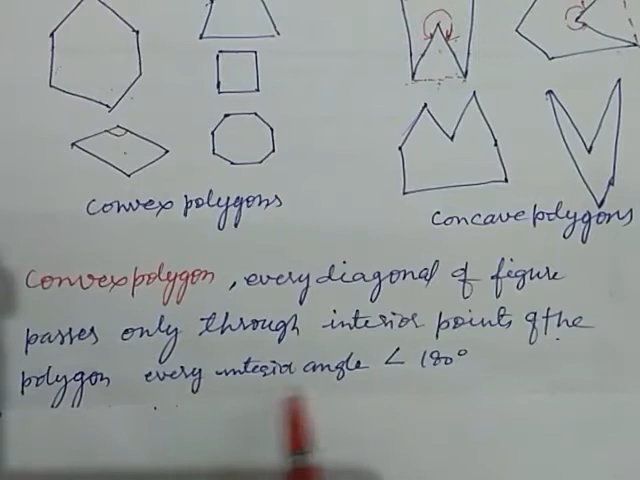 convex polygons
concave polygons
convex polygon, every diagonal of figure
passes only through interior points of the
polygon every interior angle < 180°